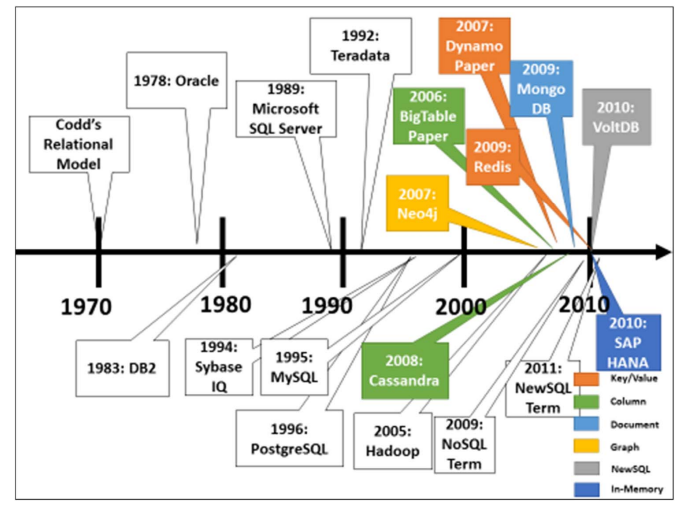 1992:
Teradata
2007:
Dynamo
Paper
1978: Oracle
1989:
Microsoft
SQL Server
2006:
BigTable
Paper
2009:
Mongo
DB
2010:
VoltDB
Codd's
Relational
Model
2009:
Redis
2007:
Neo4j
1970
1980
1990
2000
2010
1983: DB2
1994:
Sybase
IQ
1995:
MySQL
2008:
Cassandra
2011:
NewSQL
Term
2010:
SAP
HANA
1996:
PostgreSQL
2005:
Hadoop
2009:
NoSQL
Term
Key/Value
Column
Document
Graph
NewSQL
In-Memory